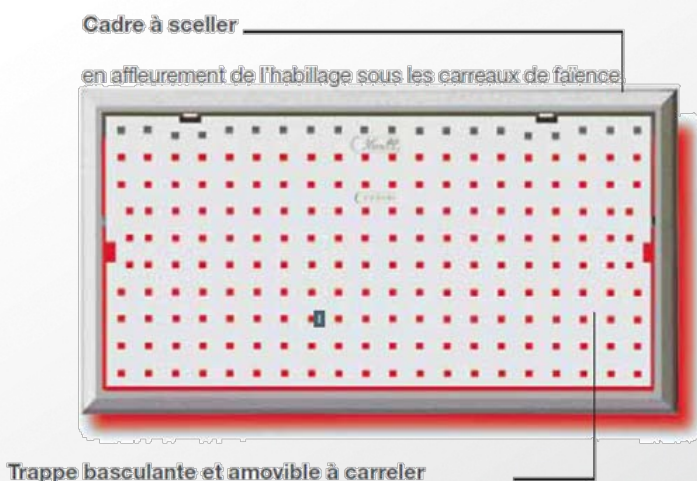 Cadre à sceller
en affleurement de l'habillage sous les carreaux de faïence
Trappe basculante et amovible à carreler